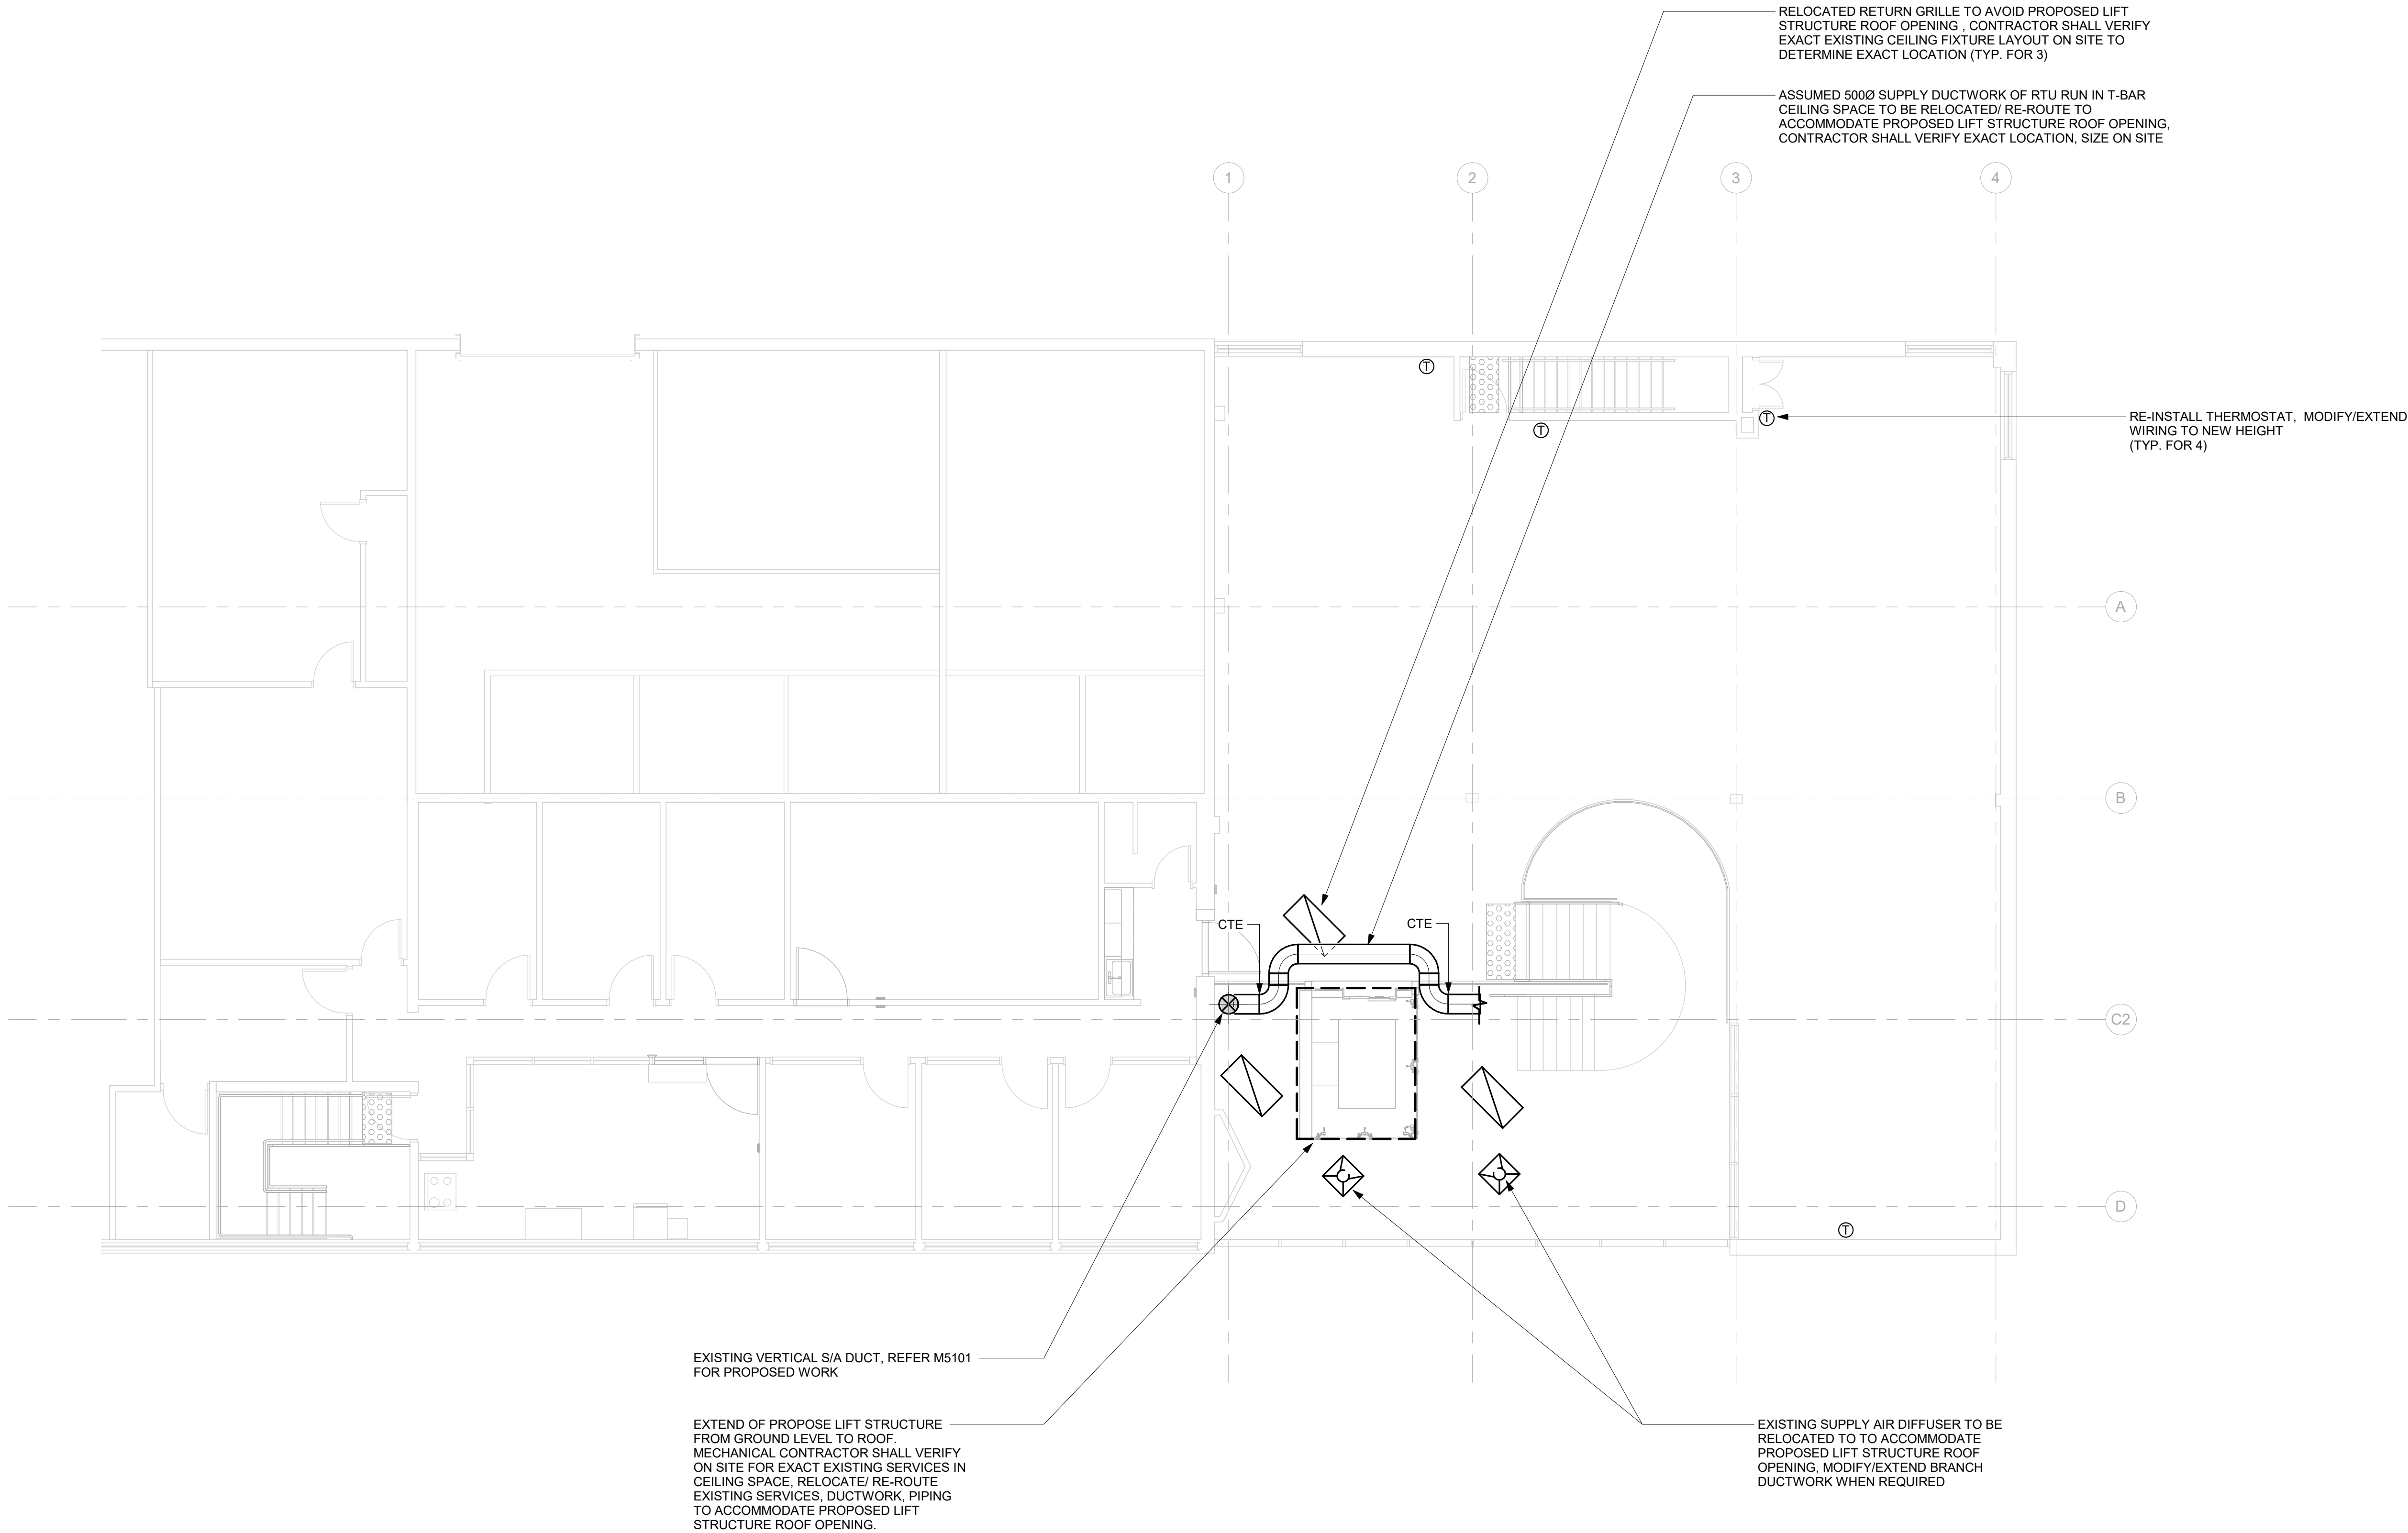 RELOCATED RETURN GRILLE TO AVOID PROPOSED LIFT
STRUCTURE ROOF OPENING , CONTRACTOR SHALL VERIFY
EXACT EXISTING CEILING FIXTURE LAYOUT ON SITE TO
DETERMINE EXACT LOCATION (TYP. FOR 3)
ASSUMED 500Ø SUPPLY DUCTWORK OF RTU RUN IN T-BAR
CEILING SPACE TO BE RELOCATED/ RE-ROUTE TO
ACCOMMODATE PROPOSED LIFT STRUCTURE ROOF OPENING,
CONTRACTOR SHALL VERIFY EXACT LOCATION, SIZE ON SITE
1
2
3
4
T
T
T
RE-INSTALL THERMOSTAT, MODIFY/EXTEND
WIRING TO NEW HEIGHT
(TYP. FOR 4)
A
B
CTE
CTE
C2
D
T
EXISTING VERTICAL S/A DUCT, REFER M5101
FOR PROPOSED WORK
EXTEND OF PROPOSE LIFT STRUCTURE
FROM GROUND LEVEL TO ROOF.
MECHANICAL CONTRACTOR SHALL VERIFY
ON SITE FOR EXACT EXISTING SERVICES IN
CEILING SPACE, RELOCATE/ RE-ROUTE
EXISTING SERVICES, DUCTWORK, PIPING
TO ACCOMMODATE PROPOSED LIFT
STRUCTURE ROOF OPENING.
EXISTING SUPPLY AIR DIFFUSER TO BE
RELOCATED TO TO ACCOMMODATE
PROPOSED LIFT STRUCTURE ROOF
OPENING, MODIFY/EXTEND BRANCH
DUCTWORK WHEN REQUIRED